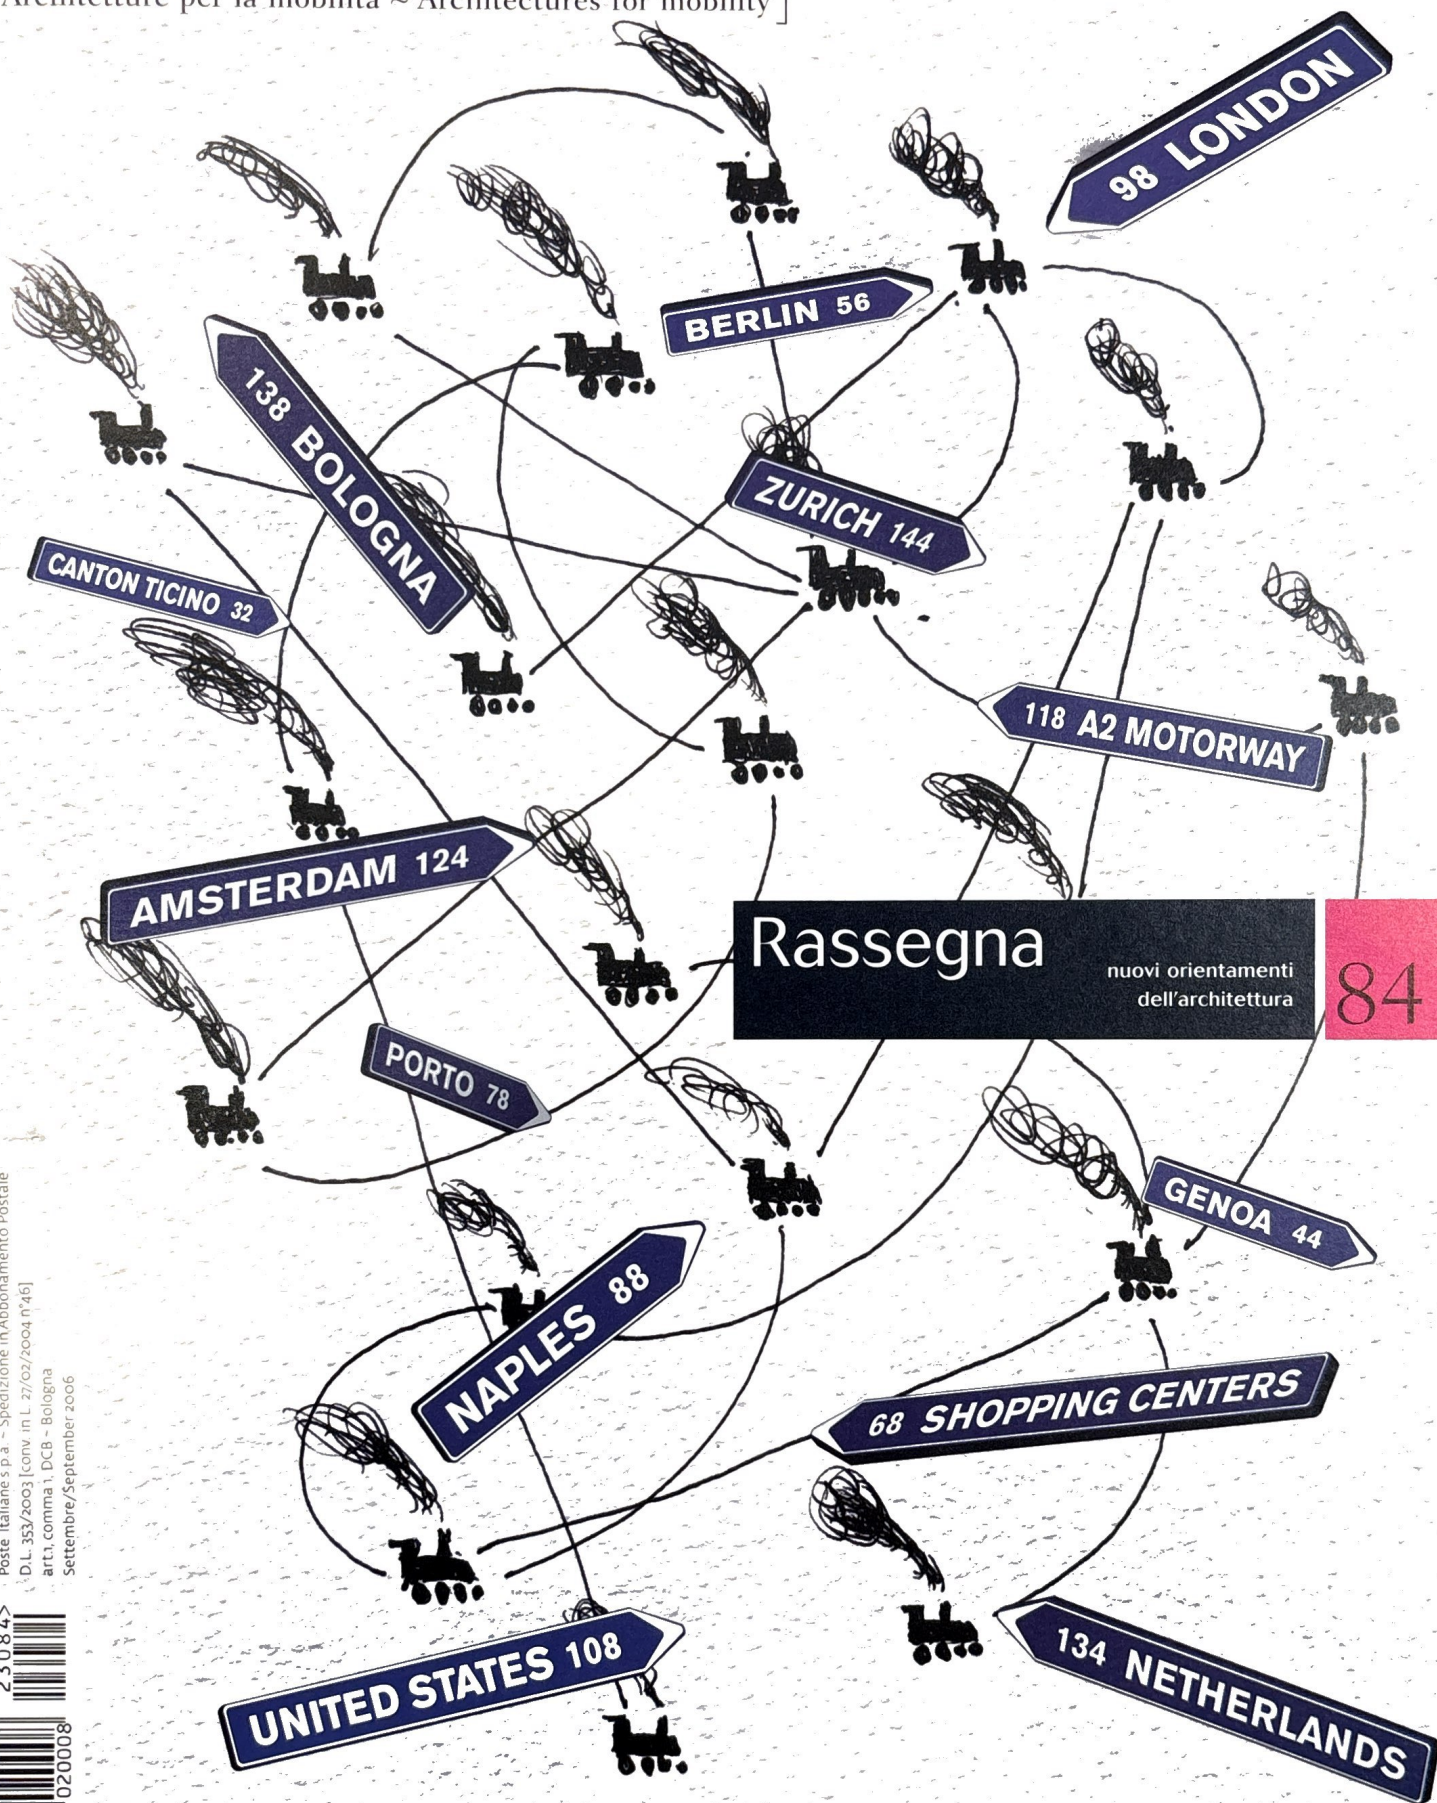 Architetture per la mobilità ~ Architectures for mobility ]
98 LONDON
BERLIN 56
138 BOLOGNA
ZURICH 144
CANTON TICINO 32
118 A2 MOTORWAY
AMSTERDAM 124
Rassegna
nuovi orientamenti
dell'architettura
84
PORTO 78
GENOA 44
NAPLES 88
68 SHOPPING CENTERS
UNITED STATES 108
134 NETHERLANDS
Poste Italiane s.p.a. ~ Spedizione in Abbonamento Postale
D.L. 353/2003 [conv. in L. 27/02/2004 n°46]
art.1, comma 1, DCB ~ Bologna
Settembre/September 2006
23084>
020008